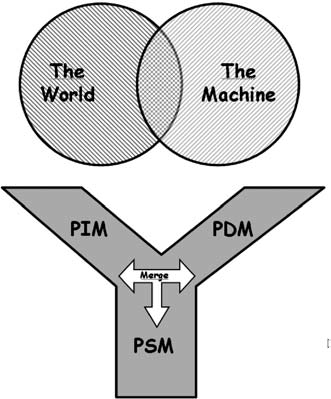 The
World
The
Machine
PIM
PDM
Merge
PSM